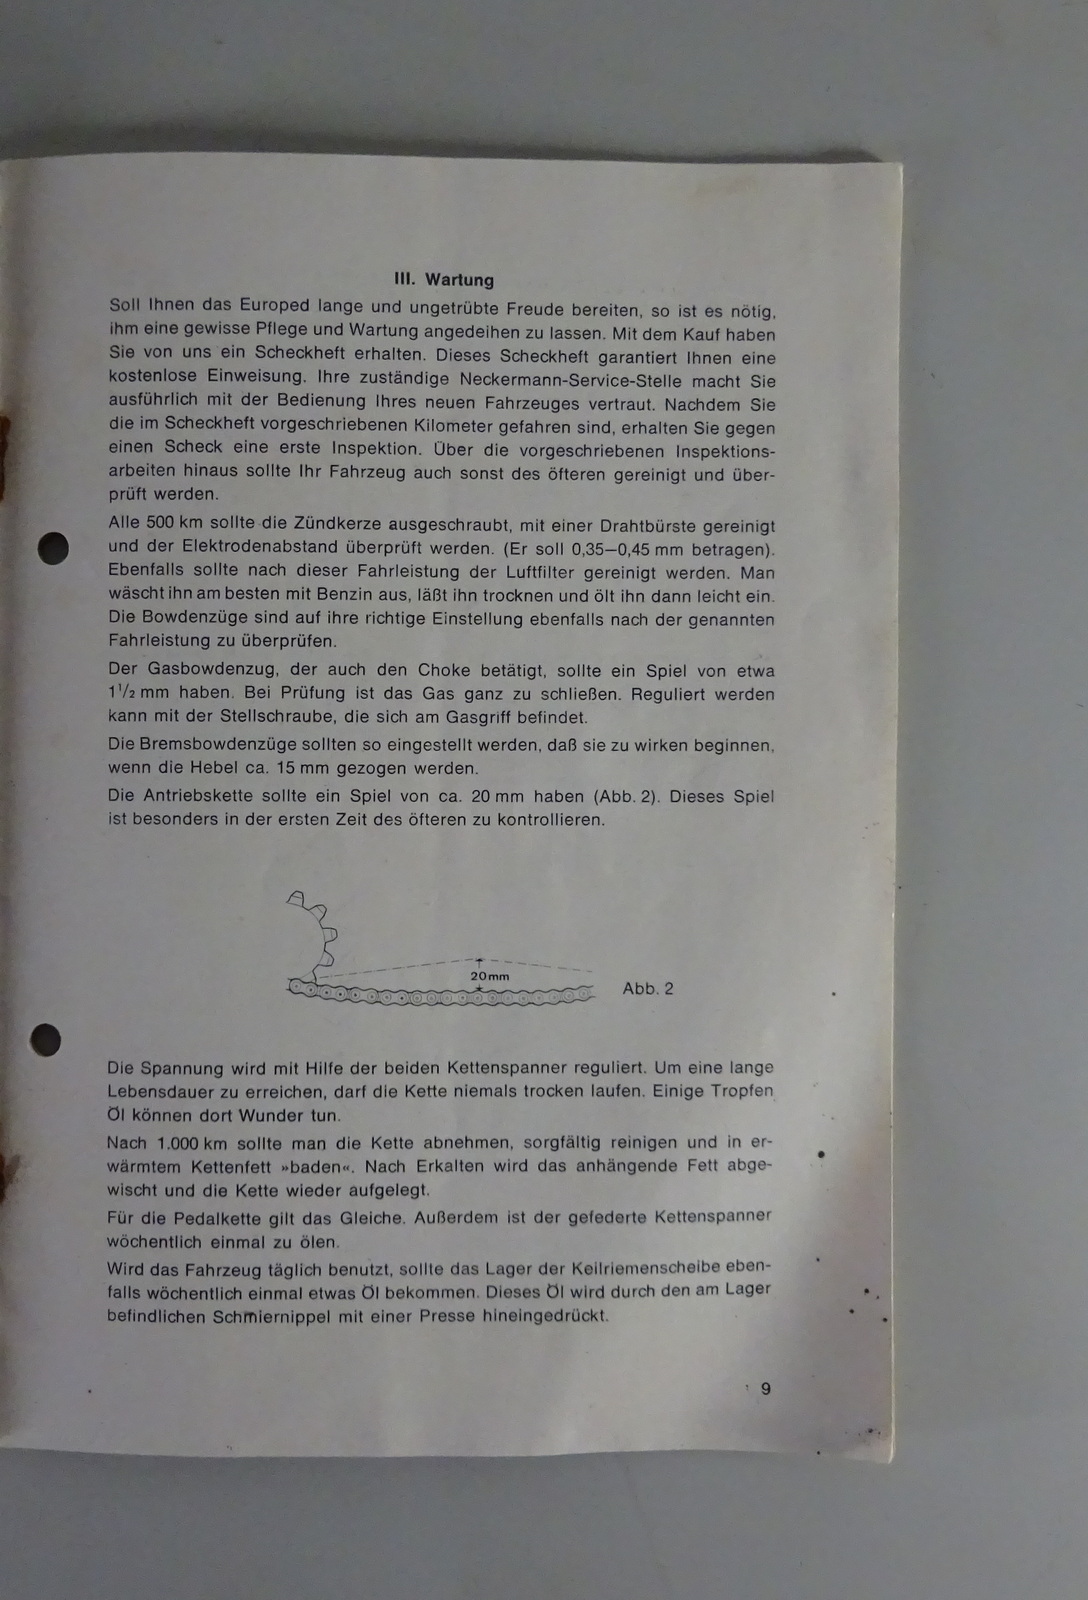 III. Wartung
Soll Ihnen das Europed lange und ungetrübte Freude bereiten, so ist es nötig,
ihm eine gewisse Pflege und Wartung angedeihen zu lassen. Mit dem Kauf haben
Sie von uns ein Scheckheft erhalten. Dieses Scheckheft garantiert Ihnen eine
kostenlose Einweisung. Ihre zuständige Neckermann-Service-Stelle macht Sie
ausführlich mit der Bedienung Ihres neuen Fahrzeuges vertraut. Nachdem Sie
die im Scheckheft vorgeschriebenen Kilometer gefahren sind, erhalten Sie gegen
einen Scheck eine erste Inspektion. Über die vorgeschriebenen Inspektions-
arbeiten hinaus sollte Ihr Fahrzeug auch sonst des öfteren gereinigt und über-
prüft werden.
Alle 500 km sollte die Zündkerze ausgeschraubt, mit einer Drahtbürste gereinigt
und der Elektrodenabstand überprüft werden. (Er soll 0,35—0,45 mm betragen).
Ebenfalls sollte nach dieser Fahrleistung der Luftfilter gereinigt werden. Man
wäscht ihn am besten mit Benzin aus, läßt ihn trocknen und ölt ihn dann leicht ein.
Die Bowdenzüge sind auf ihre richtige Einstellung ebenfalls nach der genannten
Fahrleistung zu überprüfen.
Der Gasbowdenzug, der auch den Choke betätigt, sollte ein Spiel von etwa
1¹/₂ mm haben. Bei Prüfung ist das Gas ganz zu schließen. Reguliert werden
kann mit der Stellschraube, die sich am Gasgriff befindet.
Die Bremsbowdenzüge sollten so eingestellt werden, daß sie zu wirken beginnen,
wenn die Hebel ca. 15 mm gezogen werden.
Die Antriebskette sollte ein Spiel von ca. 20 mm haben (Abb. 2). Dieses Spiel
ist besonders in der ersten Zeit des öfteren zu kontrollieren.
20mm
Abb. 2
Die Spannung wird mit Hilfe der beiden Kettenspanner reguliert. Um eine lange
Lebensdauer zu erreichen, darf die Kette niemals trocken laufen. Einige Tropfen
Öl können dort Wunder tun.
Nach 1.000 km sollte man die Kette abnehmen, sorgfältig reinigen und in er-
wärmtem Kettenfett »baden«. Nach Erkalten wird das anhängende Fett abge-
wischt und die Kette wieder aufgelegt.
Für die Pedalkette gilt das Gleiche. Außerdem ist der gefederte Kettenspanner
wöchentlich einmal zu ölen.
Wird das Fahrzeug täglich benutzt, sollte das Lager der Keilriemenscheibe eben-
falls wöchentlich einmal etwas Öl bekommen. Dieses Öl wird durch den am Lager
befindlichen Schmiernippel mit einer Presse hineingedrückt.
9